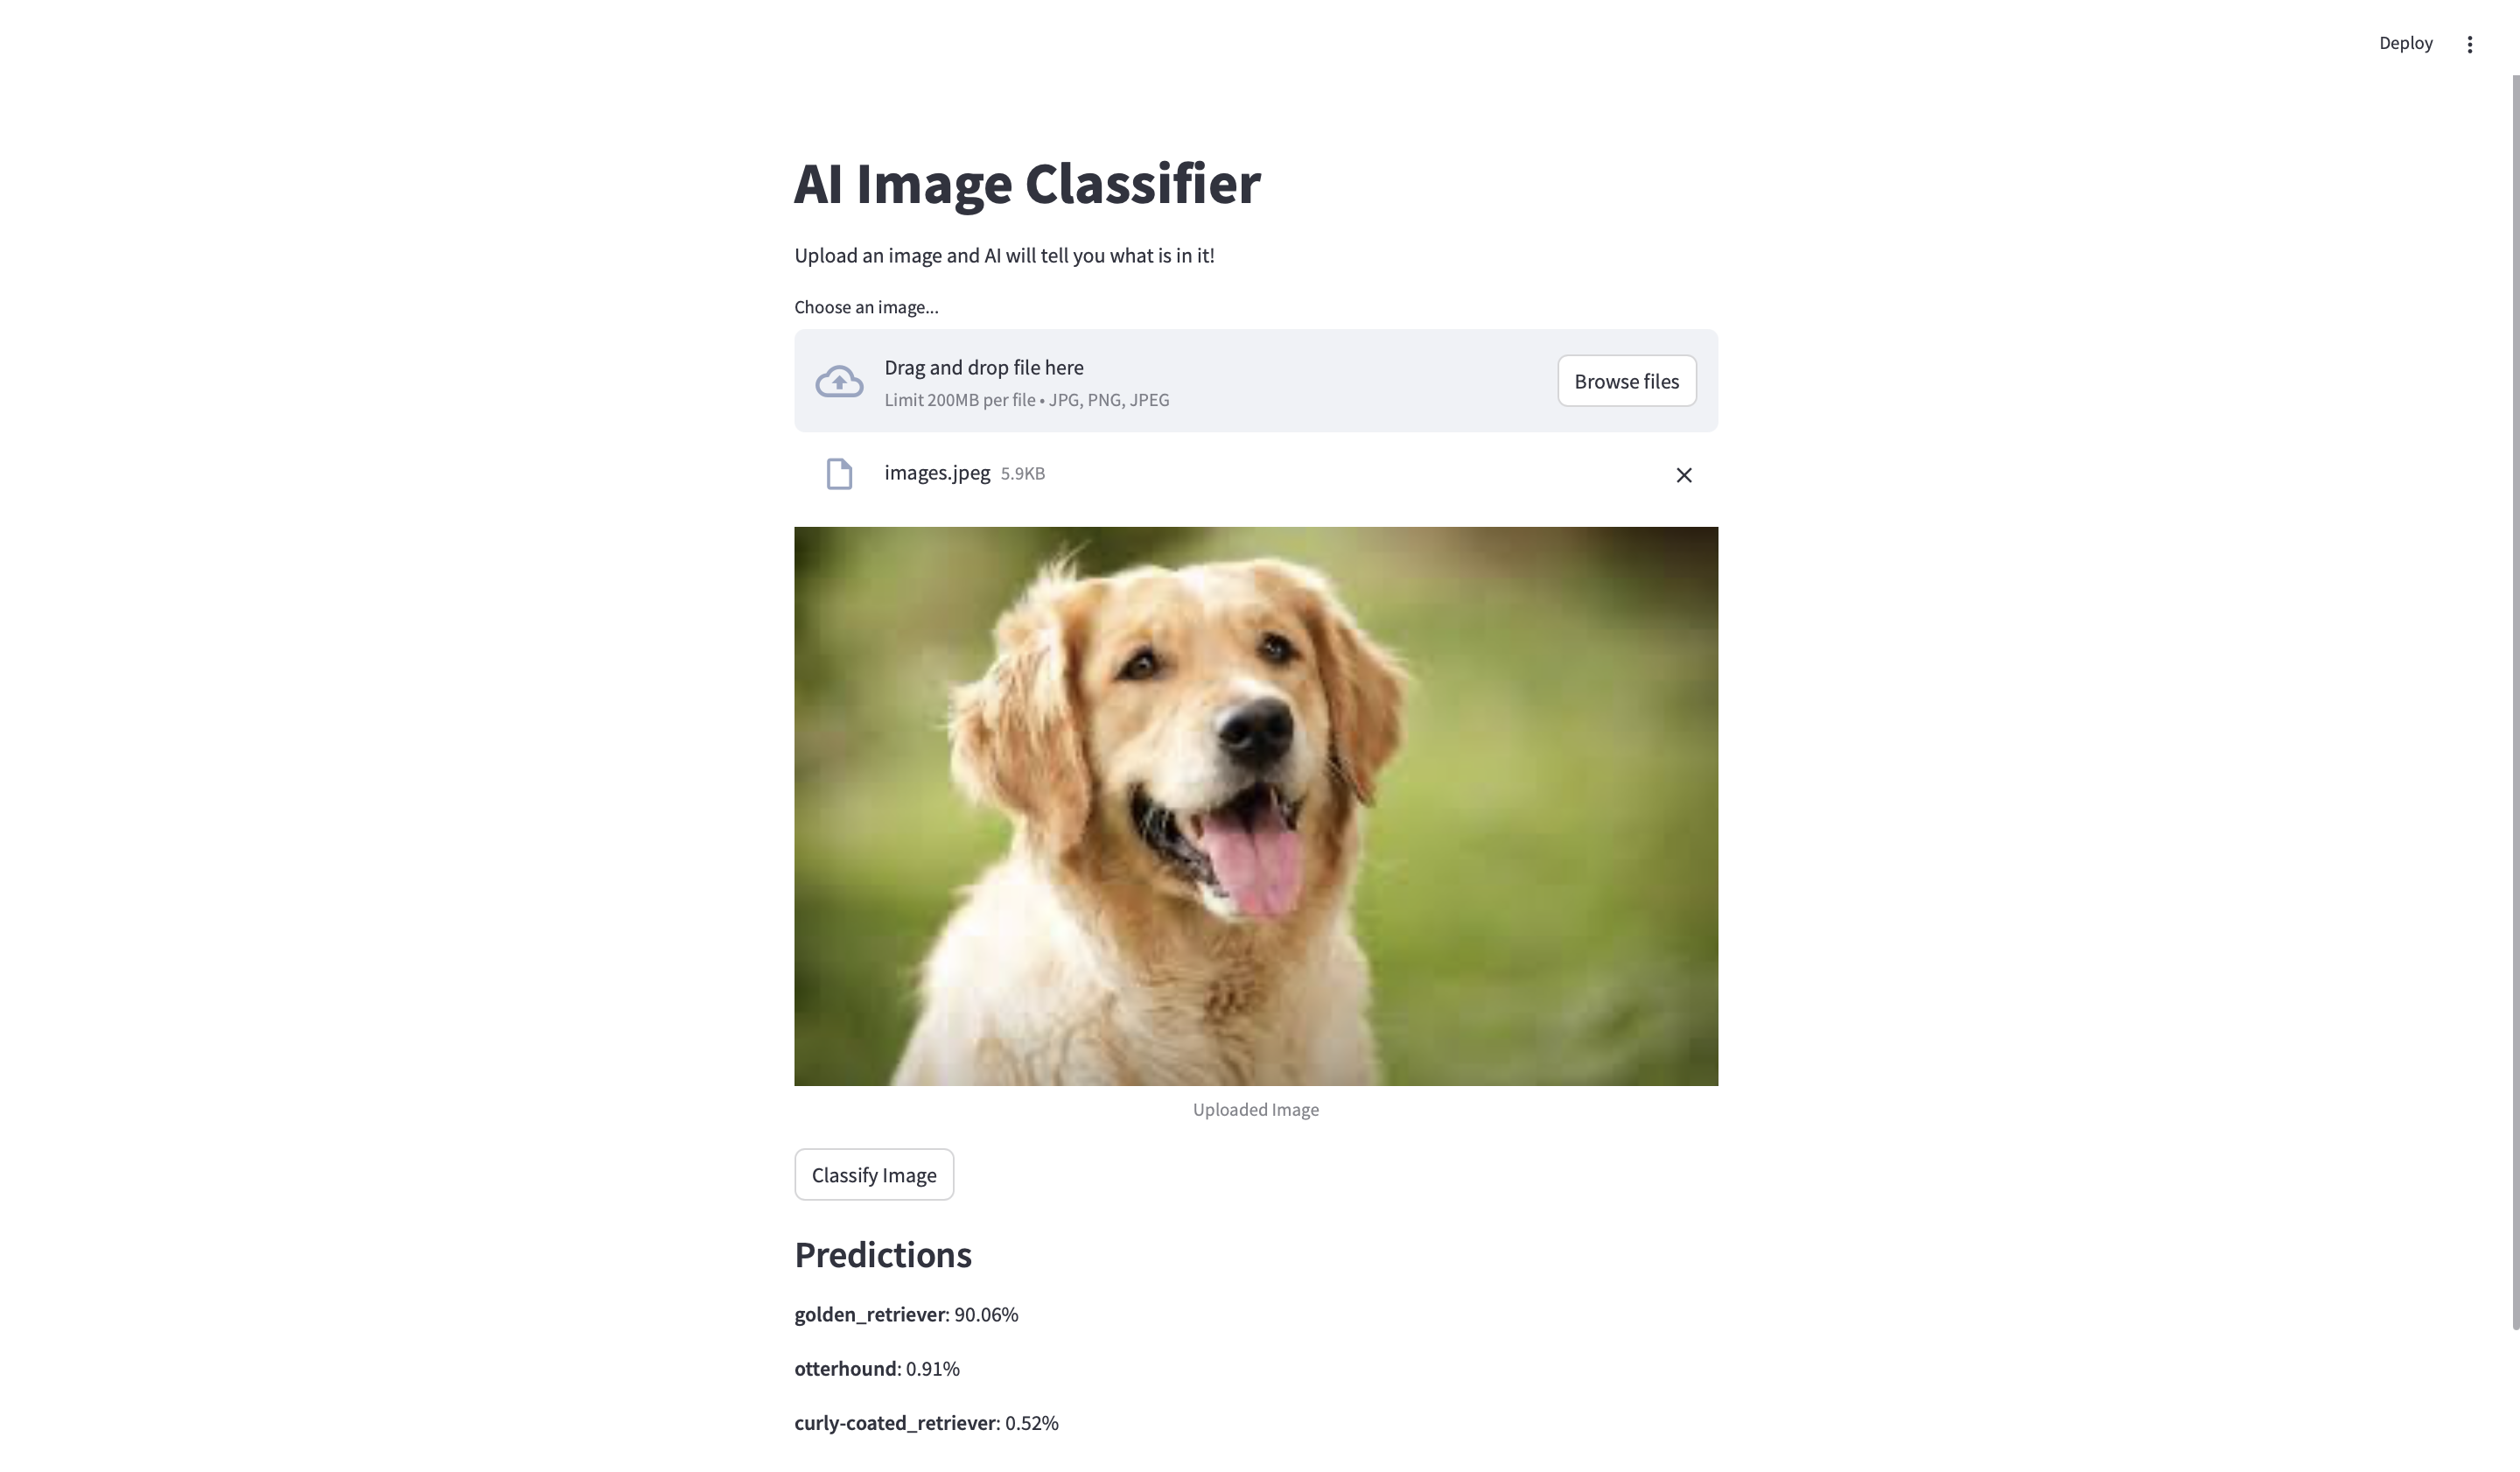 Deploy
AI Image Classifier
Upload an image and AI will tell you what is in it!
Choose an image...
Drag and drop file here
Limit 200MB per file • JPG, PNG, JPEG
Browse files
images.jpeg 5.9KB
Uploaded Image
Classify Image
Predictions
golden_retriever: 90.06%
otterhound: 0.91%
curly-coated_retriever: 0.52%